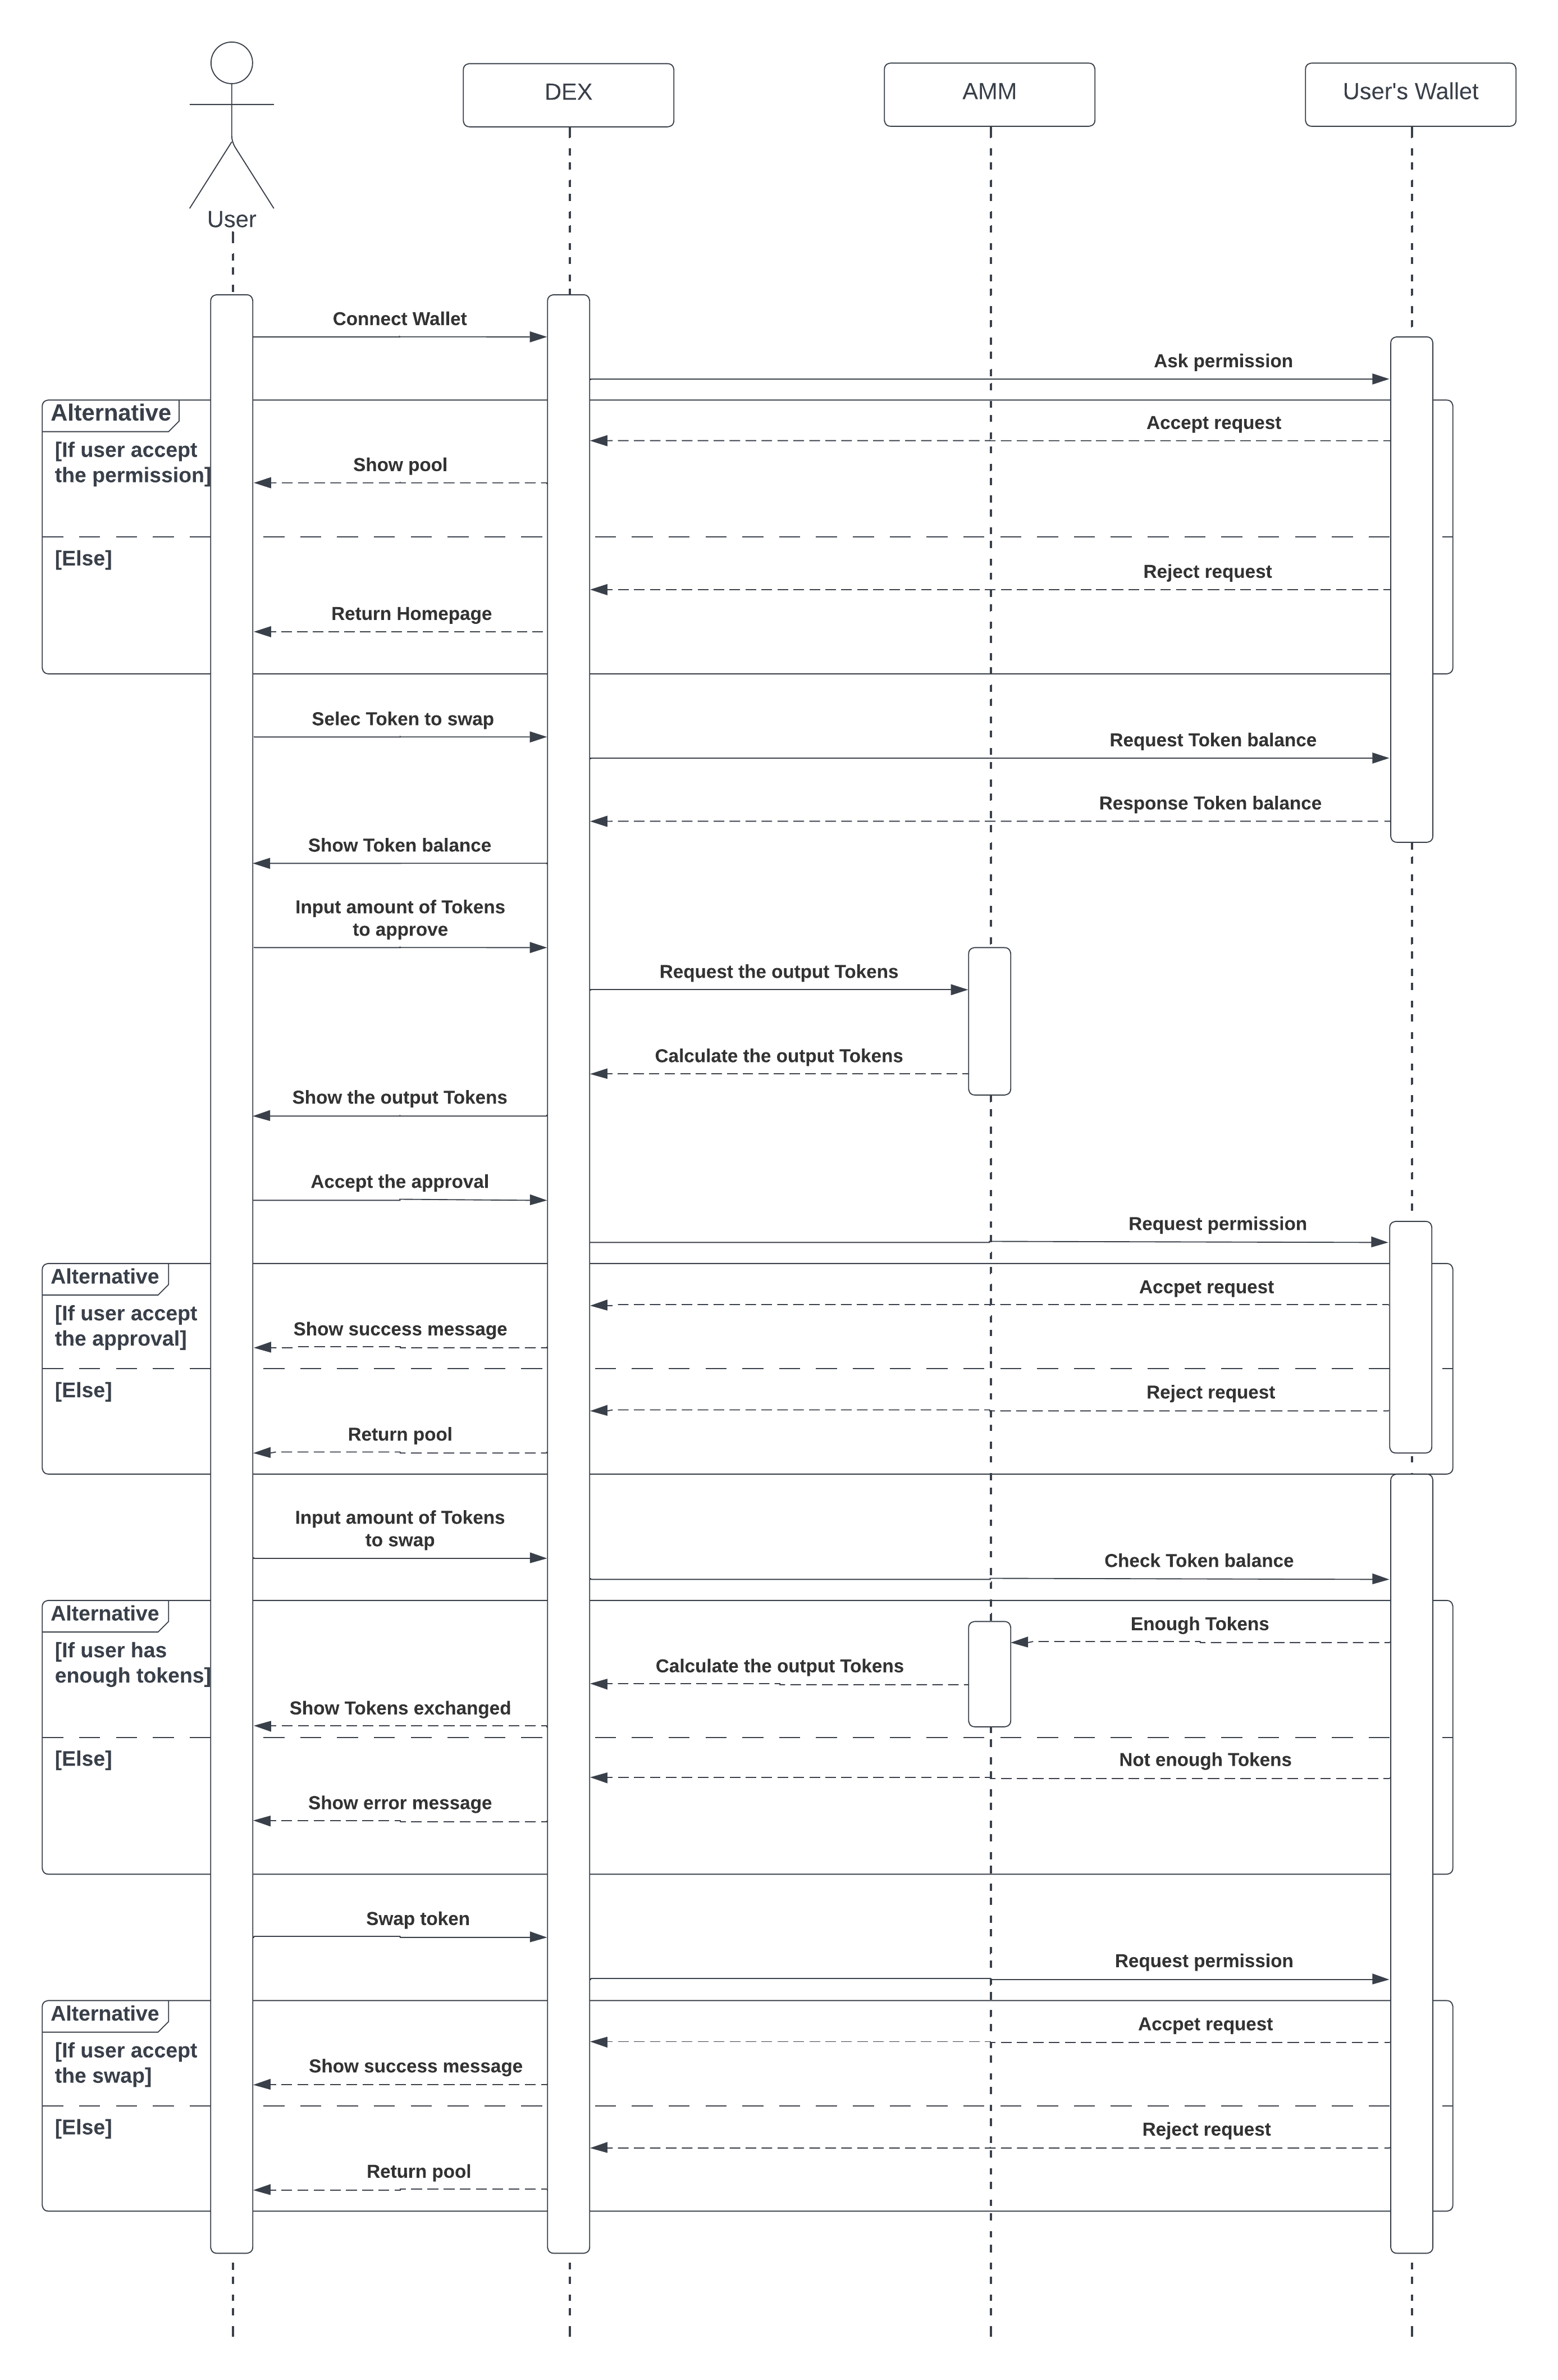 User
DEX
AMM
User's Wallet
Connect Wallet
Ask permission
Alternative
[If user accept
the permission]
Accept request
Show pool
[Else]
Reject request
Return Homepage
Selec Token to swap
Request Token balance
Response Token balance
Show Token balance
Input amount of Tokens
to approve
Request the output Tokens
Calculate the output Tokens
Show the output Tokens
Accept the approval
Request permission
Alternative
[If user accept
the approval]
Accpet request
Show success message
[Else]
Reject request
Return pool
Input amount of Tokens
to swap
Check Token balance
Alternative
[If user has
enough tokens]
Enough Tokens
Calculate the output Tokens
Show Tokens exchanged
[Else]
Not enough Tokens
Show error message
Swap token
Request permission
Alternative
[If user accept
the swap]
Accpet request
Show success message
[Else]
Reject request
Return pool